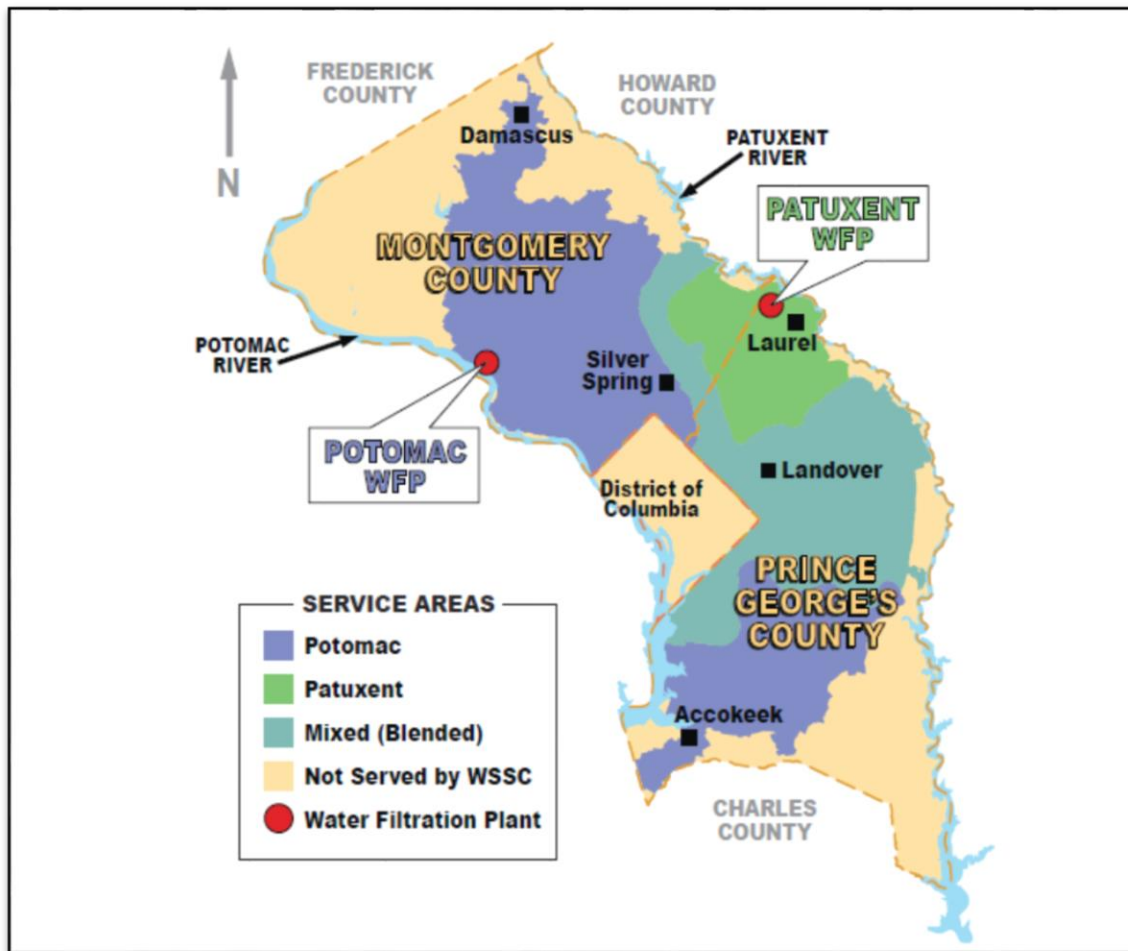 FREDERICK
COUNTY
HOWARD
COUNTY
N
Damascus
PATUXENT
RIVER
PATUXENT
WFP
MONTGOMERY
COUNTY
POTOMAC
RIVER
Laurel
Silver
Spring
POTOMAC
WFP
Landover
District of
Columbia
PRINCE
GEORGE'S
COUNTY
SERVICE AREAS
Potomac
Patuxent
Mixed (Blended)
Not Served by WSSC
Water Filtration Plant
Accokeek
CHARLES
COUNTY